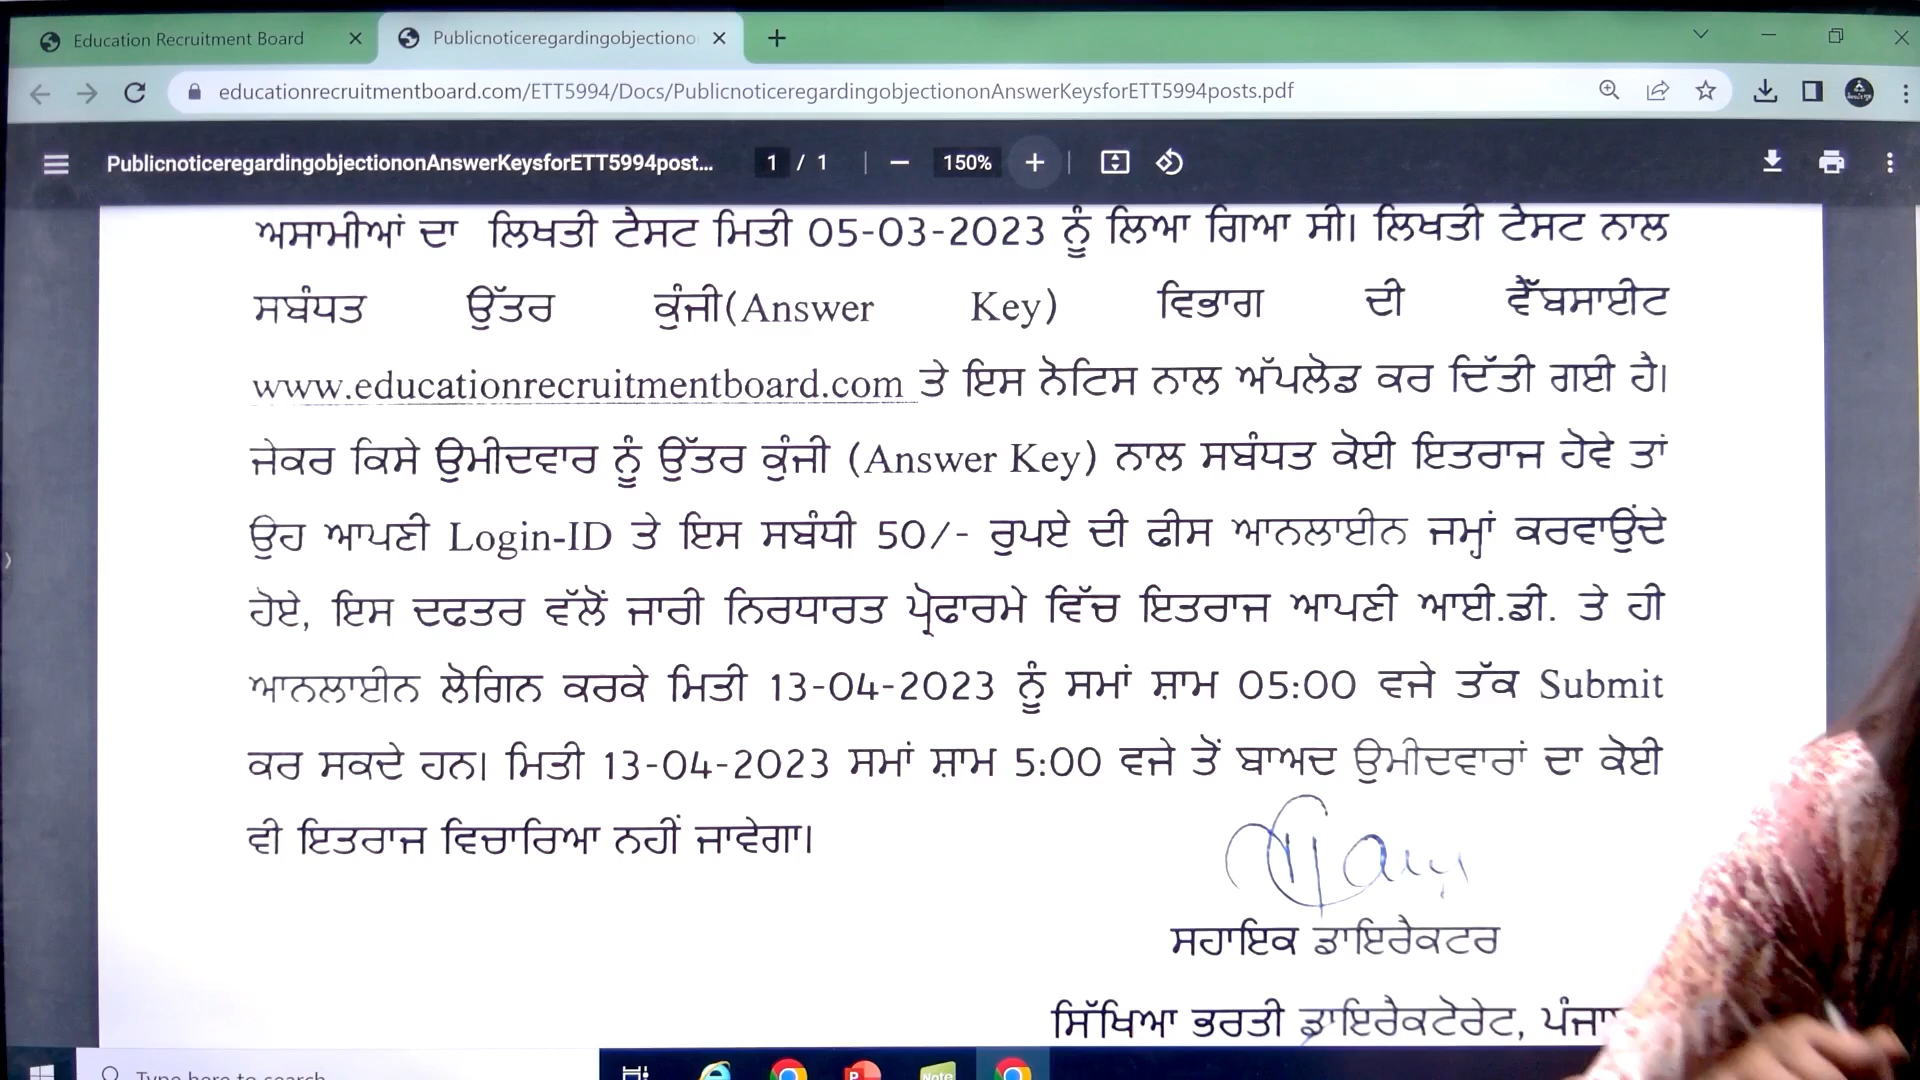 Education Recruitment Board
Publicnoticeregardingobjectiono
educationrecruitmentboard.com/ETT5994/Docs/PublicnoticeregardingobjectiononAnswerKeysforETT5994posts.pdf
PublicnoticeregardingobjectiononAnswerKeysforETT5994post... 1 / 1 150%
ਅਸਾਮੀਆਂ ਦਾ ਲਿਖਤੀ ਟੈਸਟ ਮਿਤੀ 05-03-2023 ਨੂੰ ਲਿਆ ਗਿਆ ਸੀ। ਲਿਖਤੀ ਟੈਸਟ ਨਾਲ
ਸਬੰਧਤ ਉੱਤਰ ਕੁੰਜੀ(Answer Key) ਵਿਭਾਗ ਦੀ ਵੈੱਬਸਾਈਟ
www.educationrecruitmentboard.com ਤੇ ਇਸ ਨੋਟਿਸ ਨਾਲ ਅੱਪਲੋਡ ਕਰ ਦਿੱਤੀ ਗਈ ਹੈ।
ਜੇਕਰ ਕਿਸੇ ਉਮੀਦਵਾਰ ਨੂੰ ਉੱਤਰ ਕੁੰਜੀ (Answer Key) ਨਾਲ ਸਬੰਧਤ ਕੋਈ ਇਤਰਾਜ ਹੋਵੇ ਤਾਂ
ਉਹ ਆਪਣੀ Login-ID ਤੇ ਇਸ ਸਬੰਧੀ 50/- ਰੁਪਏ ਦੀ ਫੀਸ ਆਨਲਾਈਨ ਜਮ੍ਹਾਂ ਕਰਵਾਉਂਦੇ
ਹੋਏ, ਇਸ ਦਫਤਰ ਵੱਲੋਂ ਜਾਰੀ ਨਿਰਧਾਰਤ ਪ੍ਰੋਫਾਰਮੇ ਵਿੱਚ ਇਤਰਾਜ ਆਪਣੀ ਆਈ.ਡੀ. ਤੇ ਹੀ
ਆਨਲਾਈਨ ਲੋਗਿਨ ਕਰਕੇ ਮਿਤੀ 13-04-2023 ਨੂੰ ਸਮਾਂ ਸ਼ਾਮ 05:00 ਵਜੇ ਤੱਕ Submit
ਕਰ ਸਕਦੇ ਹਨ। ਮਿਤੀ 13-04-2023 ਸਮਾਂ ਸ਼ਾਮ 5:00 ਵਜੇ ਤੋਂ ਬਾਅਦ ਉਮੀਦਵਾਰਾਂ ਦਾ ਕੋਈ
ਵੀ ਇਤਰਾਜ ਵਿਚਾਰਿਆ ਨਹੀਂ ਜਾਵੇਗਾ।
ਸਹਾਇਕ ਡਾਇਰੈਕਟਰ
ਸਿੱਖਿਆ ਭਰਤੀ ਡਾਇਰੈਕਟੋਰੇਟ,
Type here to search